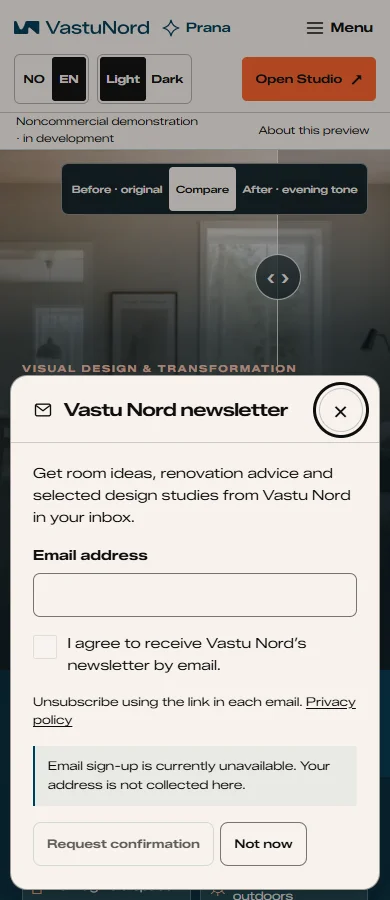 VastuNord Prana Menu
NO EN Light Dark Open Studio ↗
Noncommercial demonstration
· in development
About this preview
Before · original Compare After · evening tone
VISUAL DESIGN & TRANSFORMATION
Vastu Nord newsletter
Get room ideas, renovation advice and
selected design studies from Vastu Nord
in your inbox.
Email address
I agree to receive Vastu Nord's
newsletter by email.
Unsubscribe using the link in each email. Privacy
policy
Email sign-up is currently unavailable. Your
address is not collected here.
Request confirmation Not now
outdoors